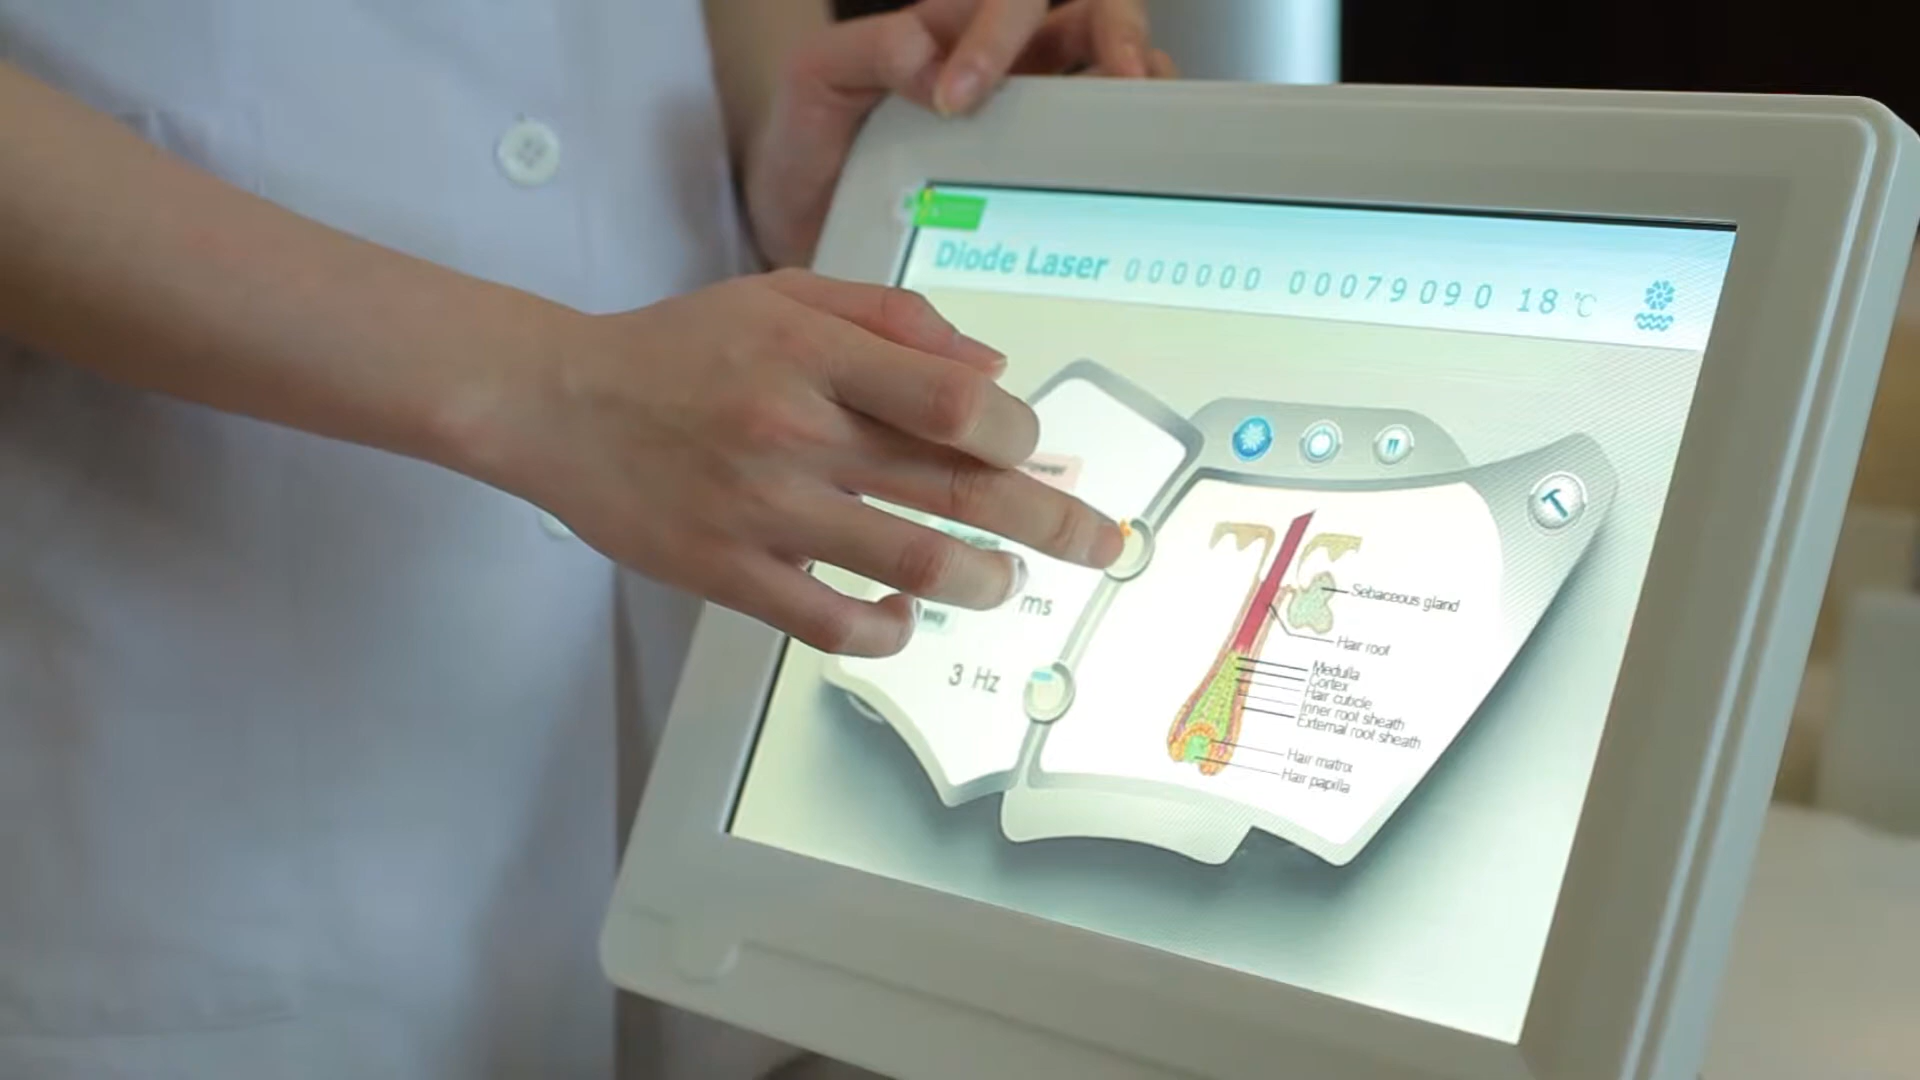 Diode Laser 000000 00079090 18 ℃
ms
3 Hz
Sebaceous gland
Hair root
Medulla
Cortex
Hair cuticle
Inner root sheath
External root sheath
Hair matrix
Hair papilla